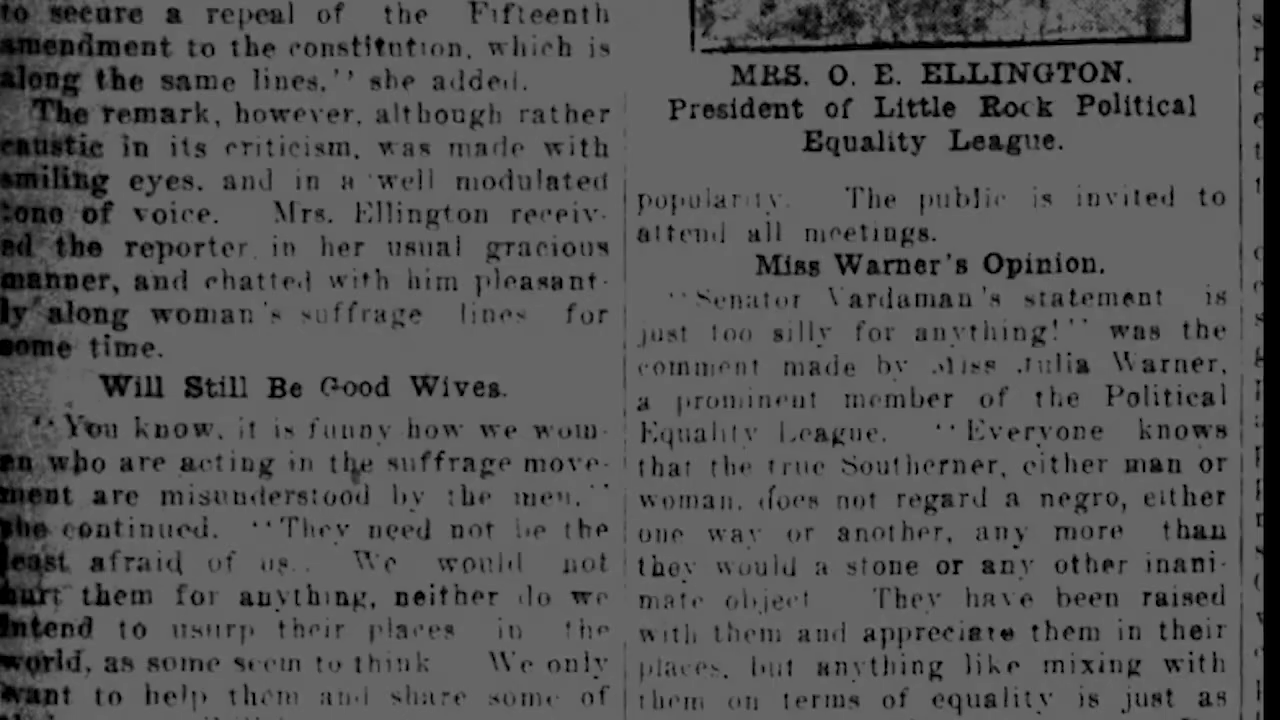 to secure a repeal of the Fifteenth
amendment to the constitution, which is
along the same lines,'' she added.
The remark, however, although rather
caustic in its criticism, was made with
smiling eyes, and in a well modulated
tone of voice. Mrs. Ellington receiv-
ed the reporter in her usual gracious
manner, and chatted with him pleasant-
ly along woman's suffrage lines for
some time.
Will Still Be Good Wives.
''You know, it is funny how we wom-
en who are acting in the suffrage move-
ment are misunderstood by the men,''
she continued. ''They need not be the
least afraid of us. We would not
hurt them for anything, neither do we
intend to usurp their places in the
world, as some seem to think. We only
want to help them and share some of
MRS. O. E. ELLINGTON.
President of Little Rock Political
Equality League.
popularity. The public is invited to
attend all meetings.
Miss Warner's Opinion.
''Senator Vardaman's statement is
just too silly for anything!'' was the
comment made by Miss Julia Warner,
a prominent member of the Political
Equality League. ''Everyone knows
that the true Southerner, either man or
woman, does not regard a negro, either
one way or another, any more than
they would a stone or any other inani-
mate object. They have been raised
with them and appreciate them in their
places, but anything like mixing with
them on terms of equality is just as